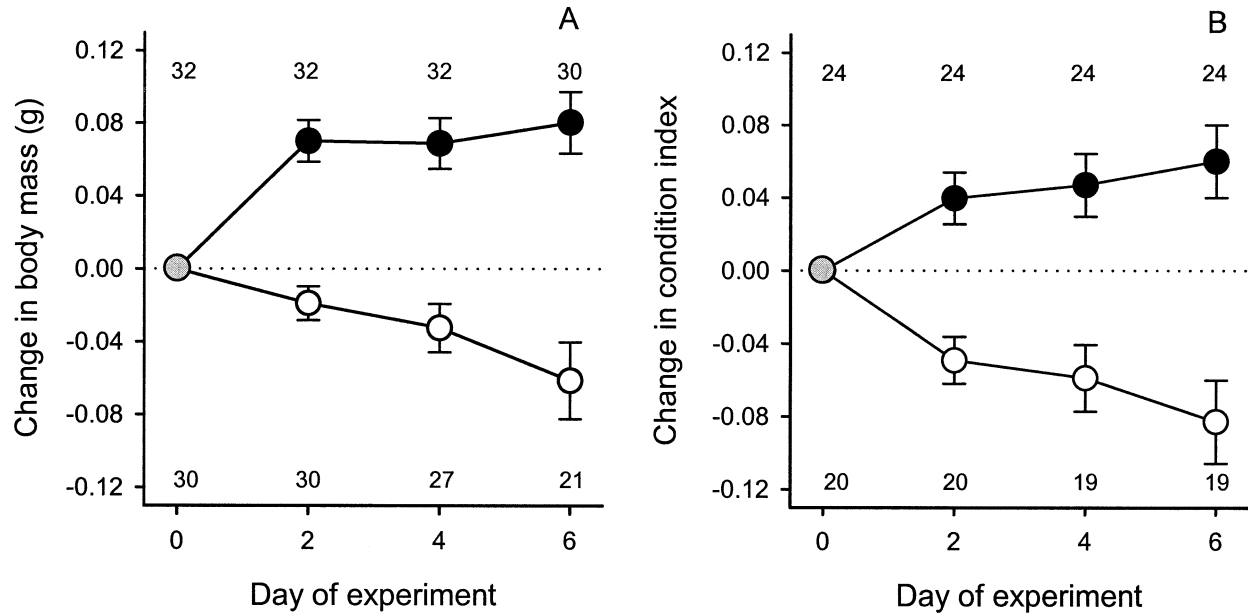 A
Change in body mass (g)
0.12
0.08
0.04
0.00
-0.04
-0.08
-0.12
32 32 32 30
30 30 27 21
0 2 4 6
Day of experiment
B
Change in condition index
0.12
0.08
0.04
0.00
-0.04
-0.08
-0.12
24 24 24 24
20 20 19 19
0 2 4 6
Day of experiment